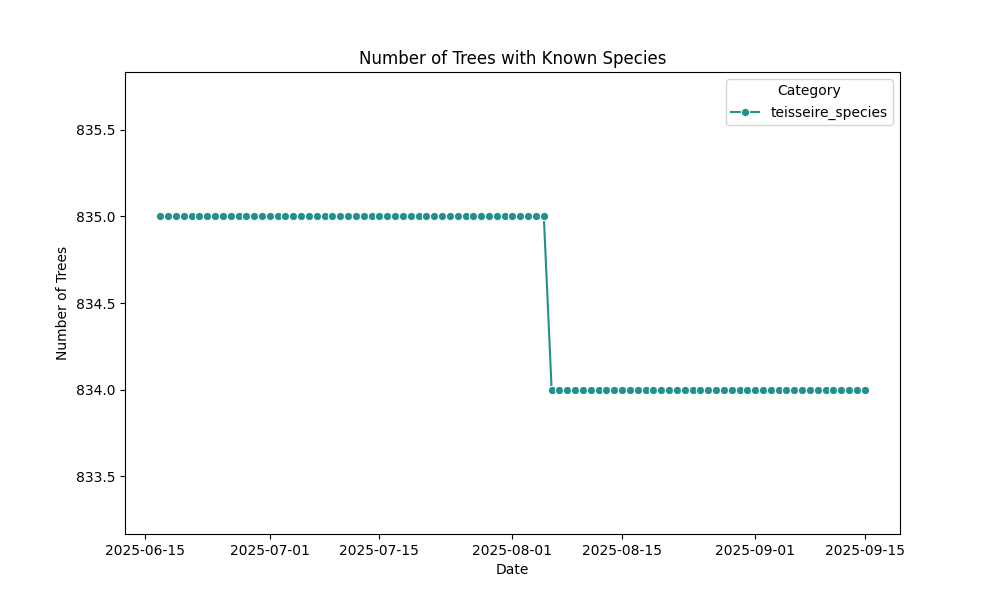 Number of Trees with Known Species
Category
teisseire_species
835.5
835.0
834.5
834.0
833.5
Number of Trees
2025-06-15
2025-07-01
2025-07-15
2025-08-01
2025-08-15
2025-09-01
2025-09-15
Date